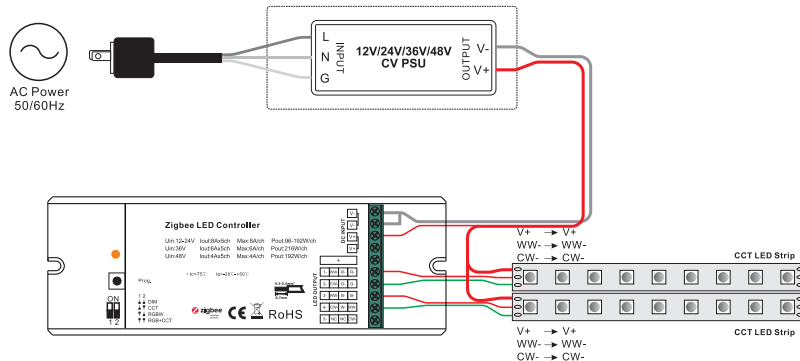 AC Power
50/60Hz
L
N
G
INPUT
12V/24V/36V/48V
CV PSU
OUTPUT
V-
V+
Zigbee LED Controller
Uin:12-24V Iout:8Ax5ch Max:8A/ch Pout:96-192W/ch
Uin:36V Iout:6Ax5ch Max:6A/ch Pout:216W/ch
Uin:48V Iout:4Ax5ch Max:4A/ch Pout:192W/ch
Prog.
ON
1 2
1 2
DIM
CCT
RGBW
RGB+CCT
zigbee
CE
RoHS
DC INPUT
V-
V-
V+
V+
LED OUTPUT
+
V+ → V+
WW- → WW-
CW- → CW-
CCT LED Strip
CCT LED Strip
V+ → V+
WW- → WW-
CW- → CW-